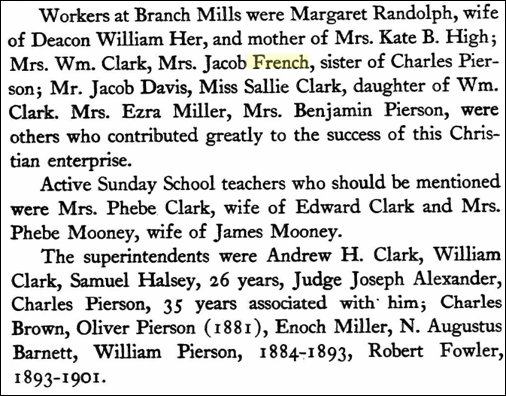 Workers at Branch Mills were Margaret Randolph, wife
of Deacon William Her, and mother of Mrs. Kate B. High;
Mrs. Wm. Clark, Mrs. Jacob French, sister of Charles Pier-
son; Mr. Jacob Davis, Miss Sallie Clark, daughter of Wm.
Clark. Mrs. Ezra Miller, Mrs. Benjamin Pierson, were
others who contributed greatly to the success of this Chris-
tian enterprise.
Active Sunday School teachers who should be mentioned
were Mrs. Phebe Clark, wife of Edward Clark and Mrs.
Phebe Mooney, wife of James Mooney.
The superintendents were Andrew H. Clark, William
Clark, Samuel Halsey, 26 years, Judge Joseph Alexander,
Charles Pierson, 35 years associated with him; Charles
Brown, Oliver Pierson (1881), Enoch Miller, N. Augustus
Barnett, William Pierson, 1884-1893, Robert Fowler,
1893-1901.